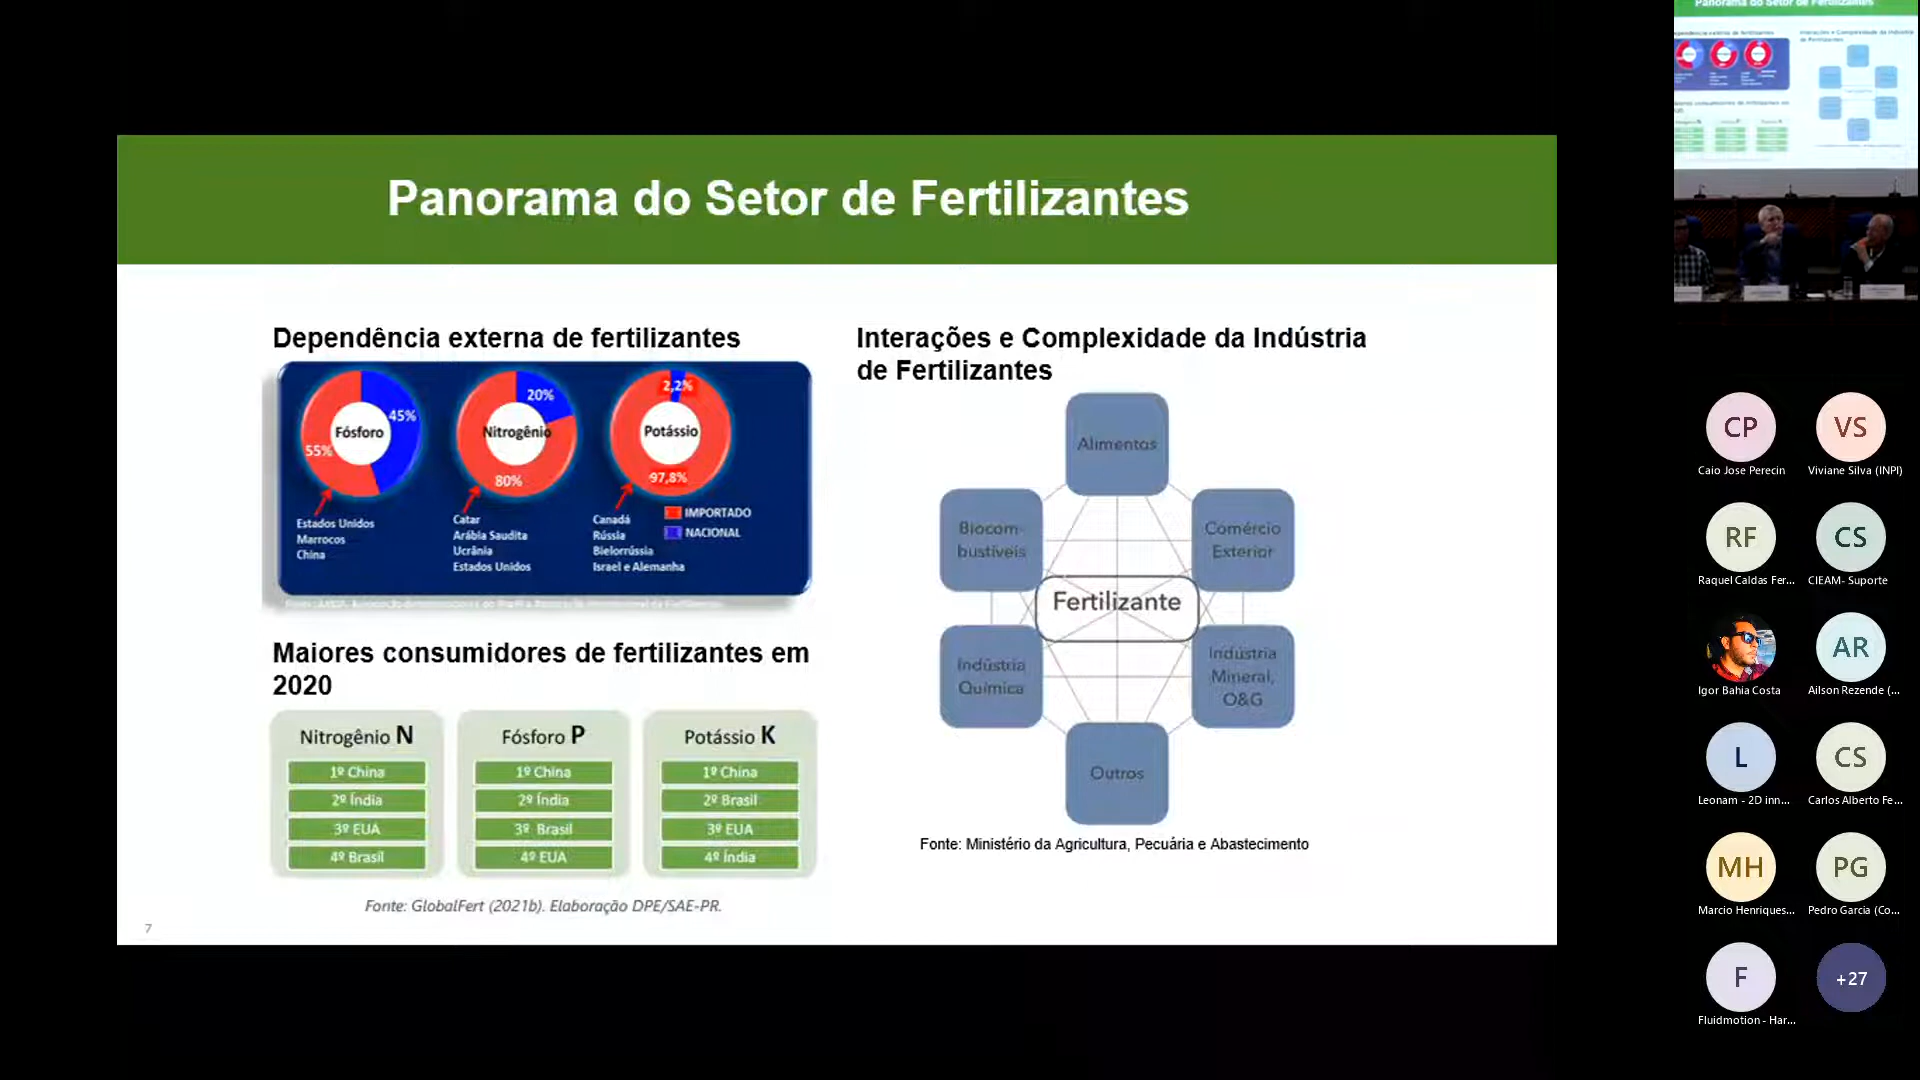 Panorama do Setor de Fertilizantes
Dependência externa de fertilizantes
45%
Fósforo
55%
20%
Nitrogênio
80%
2,2%
Potássio
97,8%
Estados Unidos
Marrocos
China
Catar
Arábia Saudita
Ucrânia
Estados Unidos
Canadá
Rússia
Bielorrússia
Israel e Alemanha
IMPORTADO
NACIONAL
Maiores consumidores de fertilizantes em
2020
Nitrogênio N
1º China
2º Índia
3º EUA
4º Brasil
Fósforo P
1º China
2º Índia
3º Brasil
4º EUA
Potássio K
1º China
2º Brasil
3º EUA
4º Índia
Fonte: GlobalFert (2021b). Elaboração DPE/SAE-PR.
7
Interações e Complexidade da Indústria
de Fertilizantes
Alimentos
Biocom-
bustíveis
Comércio
Exterior
Fertilizante
Indústria
Química
Indústria
Mineral,
O&G
Outros
Fonte: Ministério da Agricultura, Pecuária e Abastecimento
Panorama do Setor de Fertilizantes
CP
Caio Jose Perecin
VS
Viviane Silva (INPI)
RF
Raquel Caldas Fer...
CS
CIEAM- Suporte
Igor Bahia Costa
AR
Ailson Rezende (...
L
Leonam - 2D inn...
CS
Carlos Alberto Fe...
MH
Marcio Henriques...
PG
Pedro Garcia (Co...
F
Fluidmotion - Har...
+27